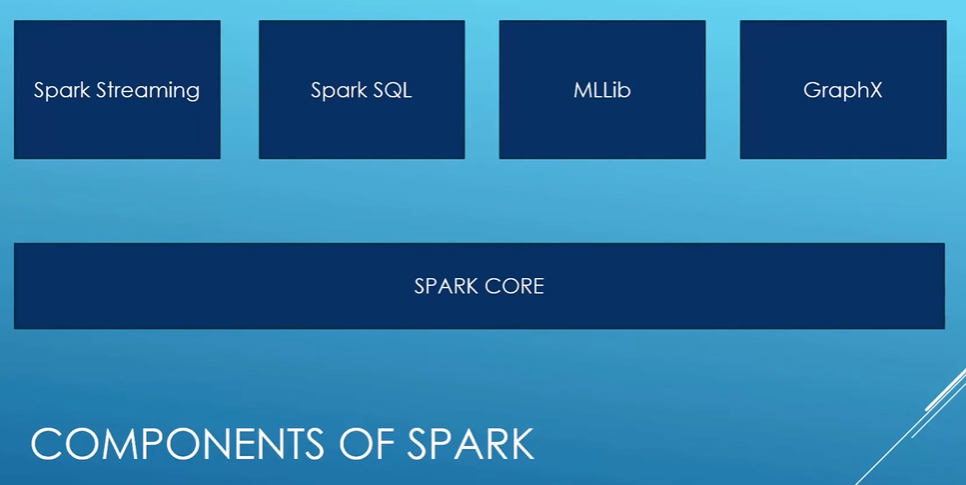 Spark Streaming
Spark SQL
MLLib
GraphX
SPARK CORE
COMPONENTS OF SPARK